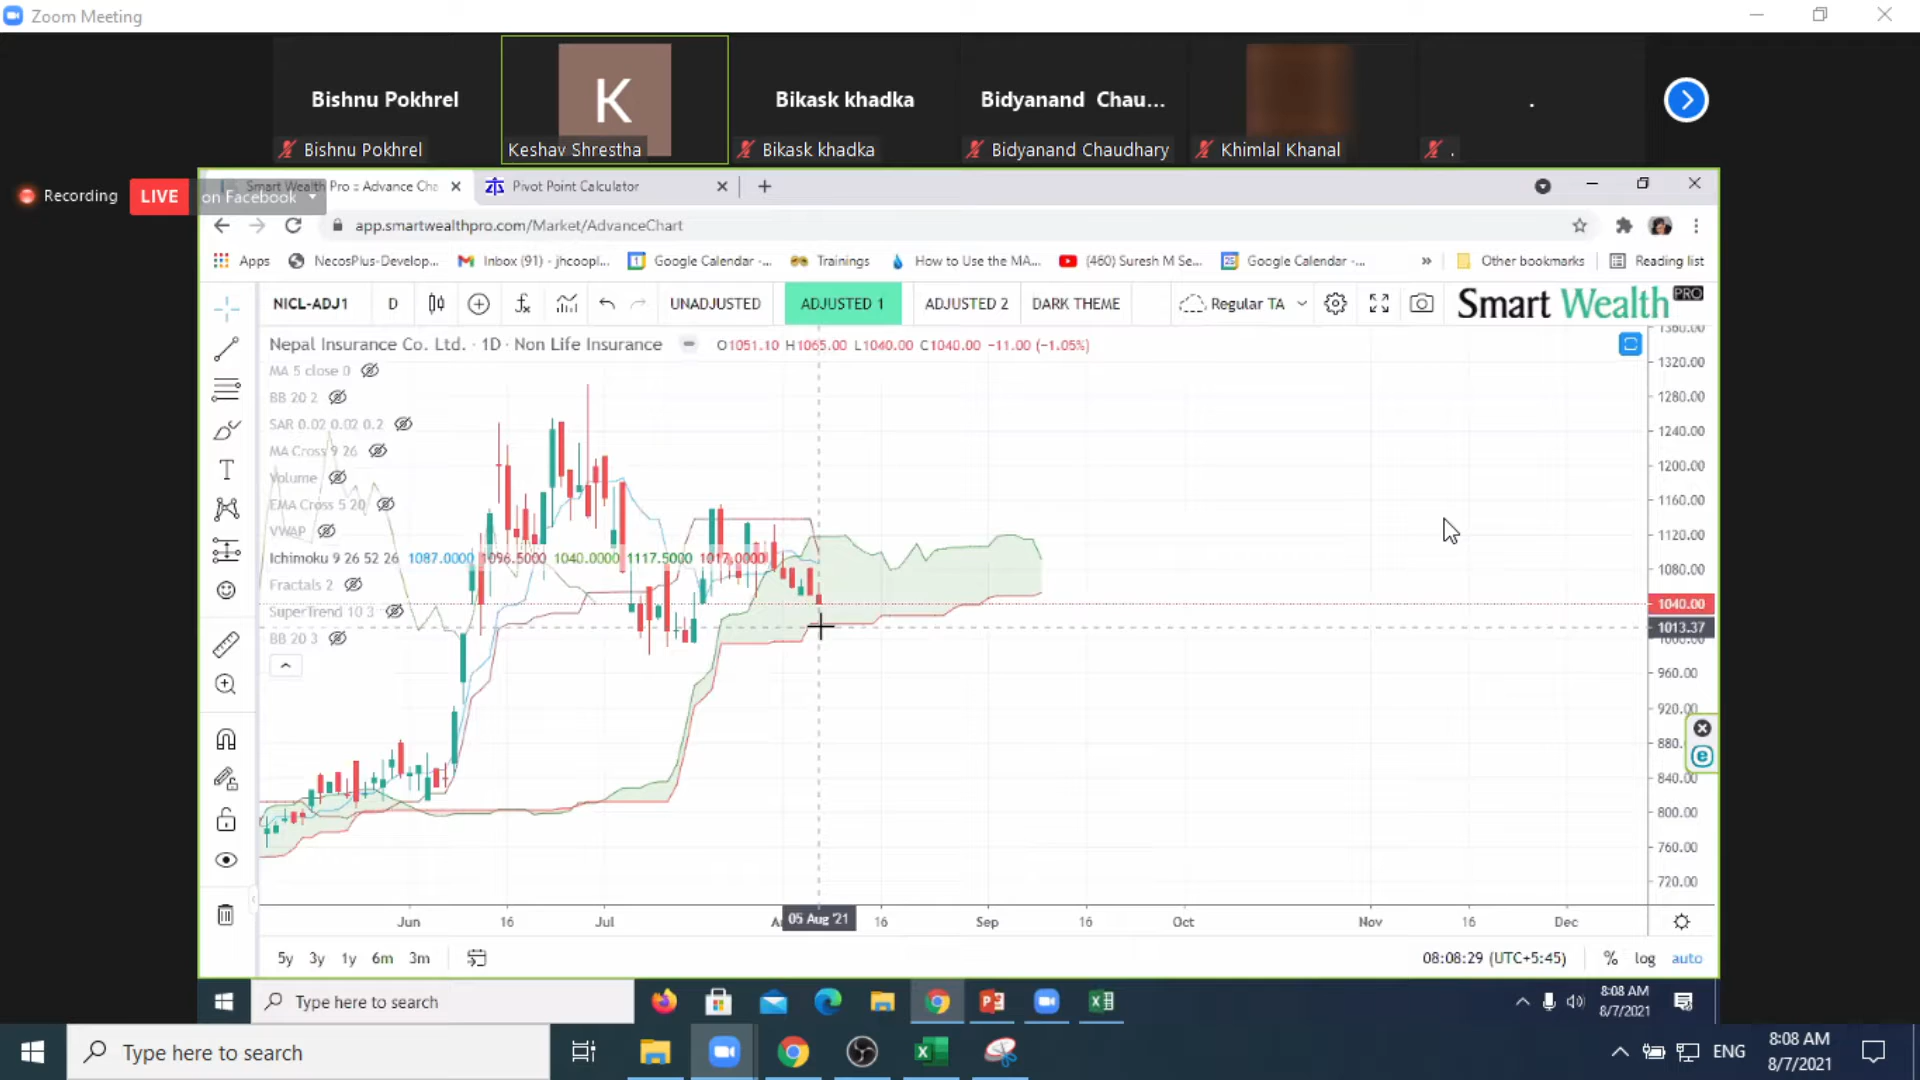 Zoom Meeting
Bishnu Pokhrel
K
Bikask khadka
Bidyanand Chau...
.
Bishnu Pokhrel
Keshav Shrestha
Bikask khadka
Bidyanand Chaudhary
Khimlal Khanal
.
Recording
LIVE
on Facebook
Smart Wealth Pro :: Advance Cha
Pivot Point Calculator
app.smartwealthpro.com/Market/AdvanceChart
Apps
NecosPlus-Develop...
Inbox (91) - jhcoopl...
Google Calendar -...
Trainings
How to Use the MA...
(460) Suresh M Se...
Google Calendar -...
»
Other bookmarks
Reading list
NICL-ADJ1
D
UNADJUSTED
ADJUSTED 1
ADJUSTED 2
DARK THEME
Regular TA
Smart Wealth PRO
Nepal Insurance Co. Ltd. · 1D · Non Life Insurance
O1051.10 H1065.00 L1040.00 C1040.00 −11.00 (−1.05%)
MA 5 close 0
BB 20 2
SAR 0.02 0.02 0.2
MA Cross 9 26
Volume
EMA Cross 5 20
VWAP
Ichimoku 9 26 52 26 1087.0000 1096.5000 1040.0000 1117.5000 1017.0000
Fractals 2
SuperTrend 10 3
BB 20 3
1360.00
1320.00
1280.00
1240.00
1200.00
1160.00
1120.00
1080.00
1040.00
1013.37
1000.00
960.00
920.00
880.
840.00
800.00
760.00
720.00
Jun
16
Jul
05 Aug '21
16
Sep
16
Oct
Nov
16
Dec
5y
3y
1y
6m
3m
08:08:29 (UTC+5:45)
%
log
auto
Type here to search
8:08 AM
8/7/2021
Type here to search
ENG
8:08 AM
8/7/2021